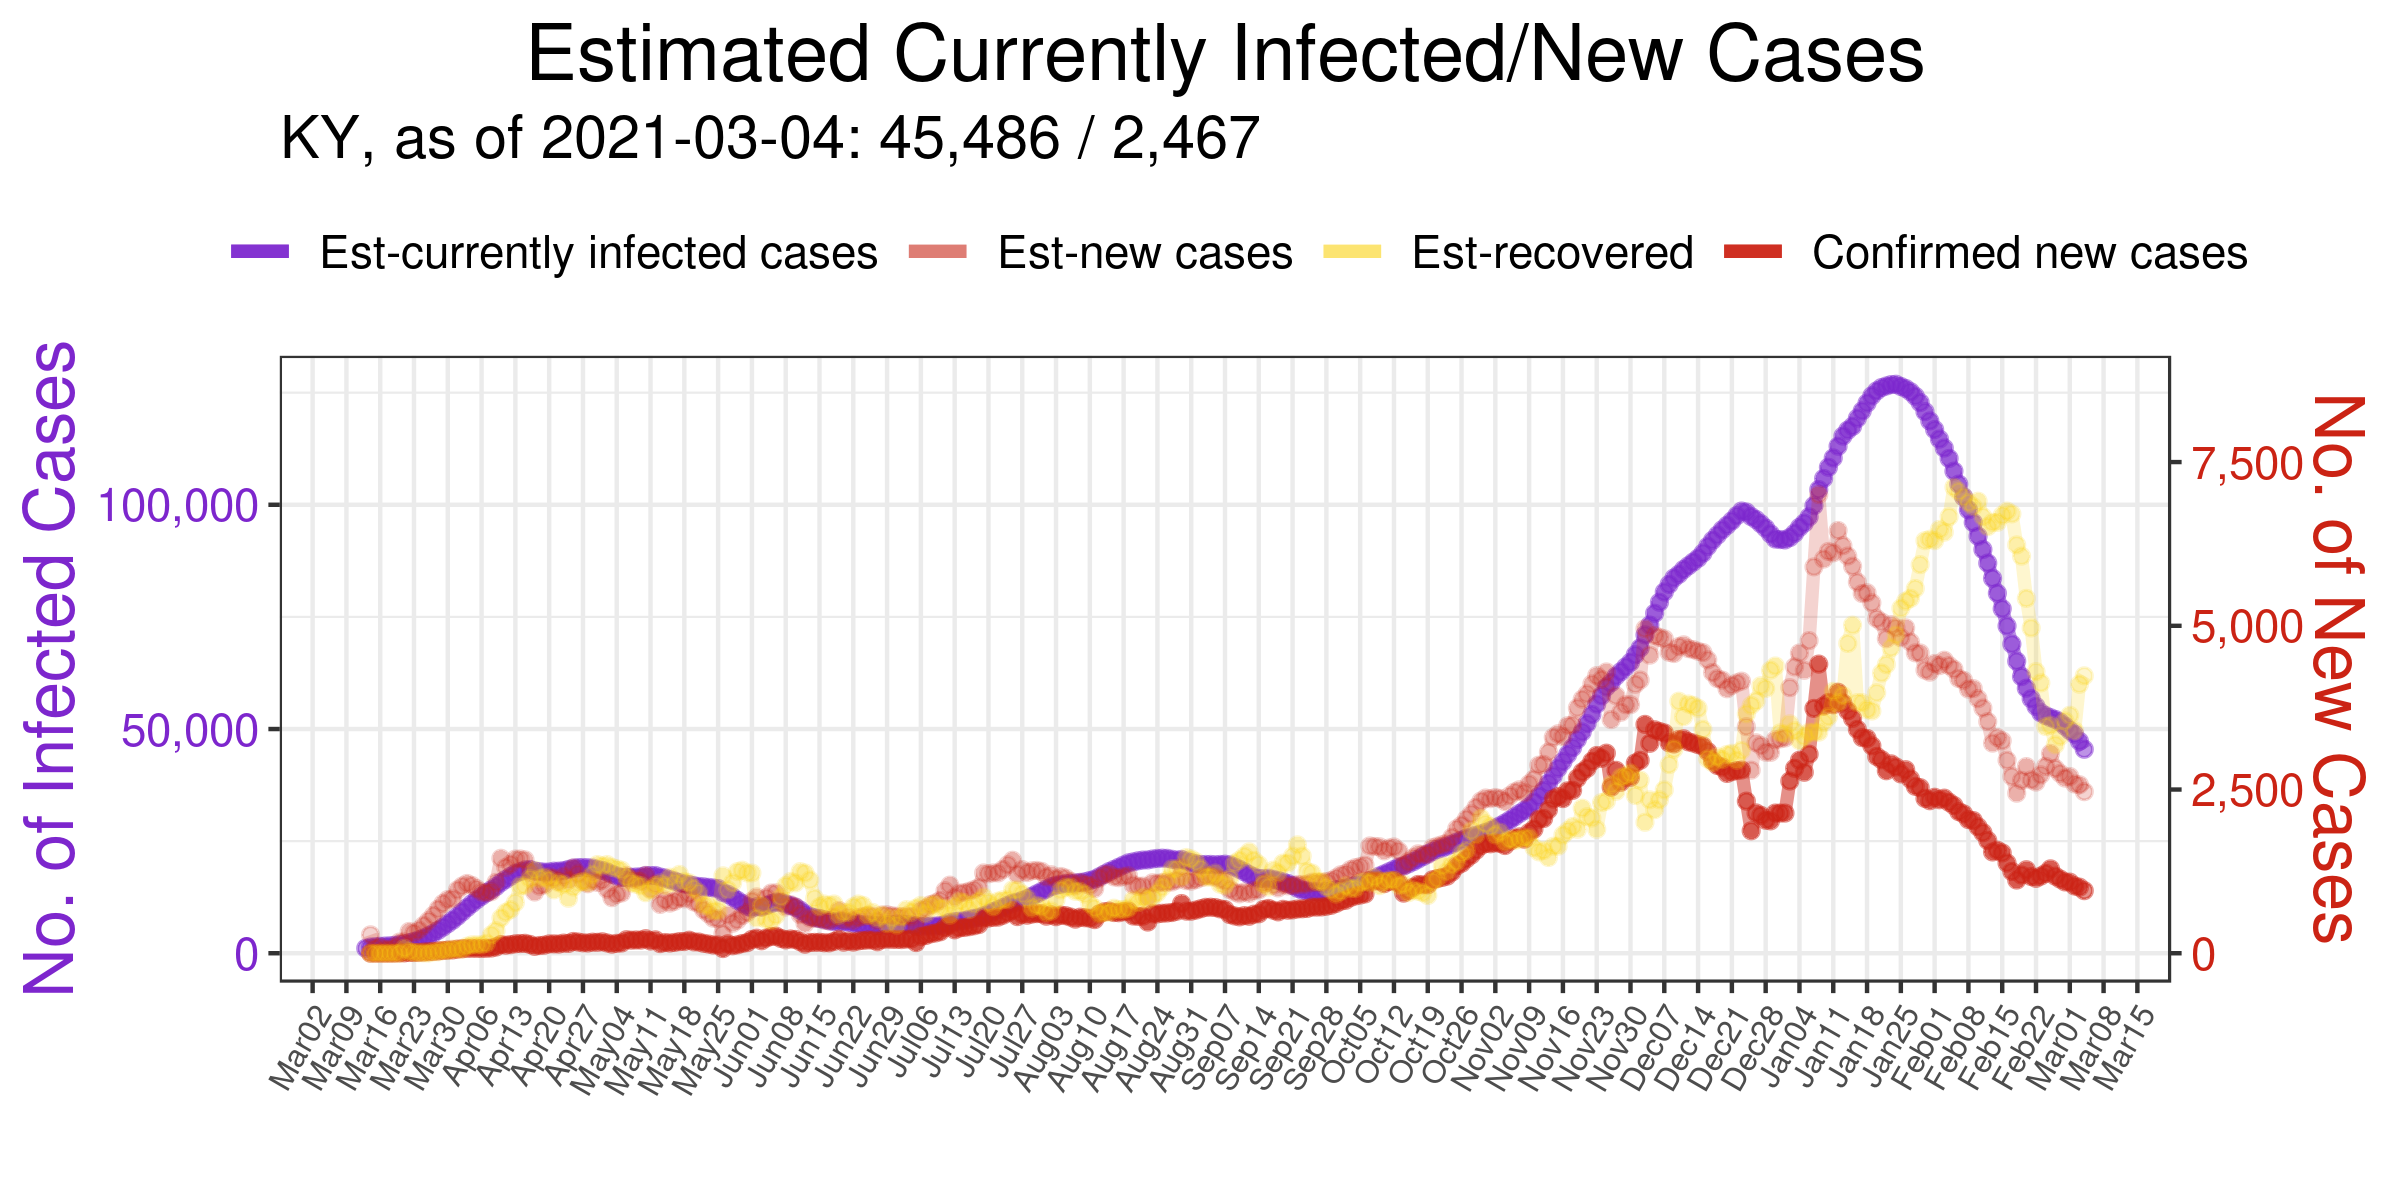 Estimated Currently Infected/New Cases
KY, as of 2021-03-04: 45,486 / 2,467
Est-currently infected cases Est-new cases Est-recovered Confirmed new cases
No. of Infected Cases
100,000
50,000
0
7,500
5,000
2,500
0
No. of New Cases
Mar02 Mar09 Mar16 Mar23 Mar30 Apr06 Apr13 Apr20 Apr27 May04 May11 May18 May25 Jun01 Jun08 Jun15 Jun22 Jun29 Jul06 Jul13 Jul20 Jul27 Aug03 Aug10 Aug17 Aug24 Aug31 Sep07 Sep14 Sep21 Sep28 Oct05 Oct12 Oct19 Oct26 Nov02 Nov09 Nov16 Nov23 Nov30 Dec07 Dec14 Dec21 Dec28 Jan04 Jan11 Jan18 Jan25 Feb01 Feb08 Feb15 Feb22 Mar01 Mar08 Mar15